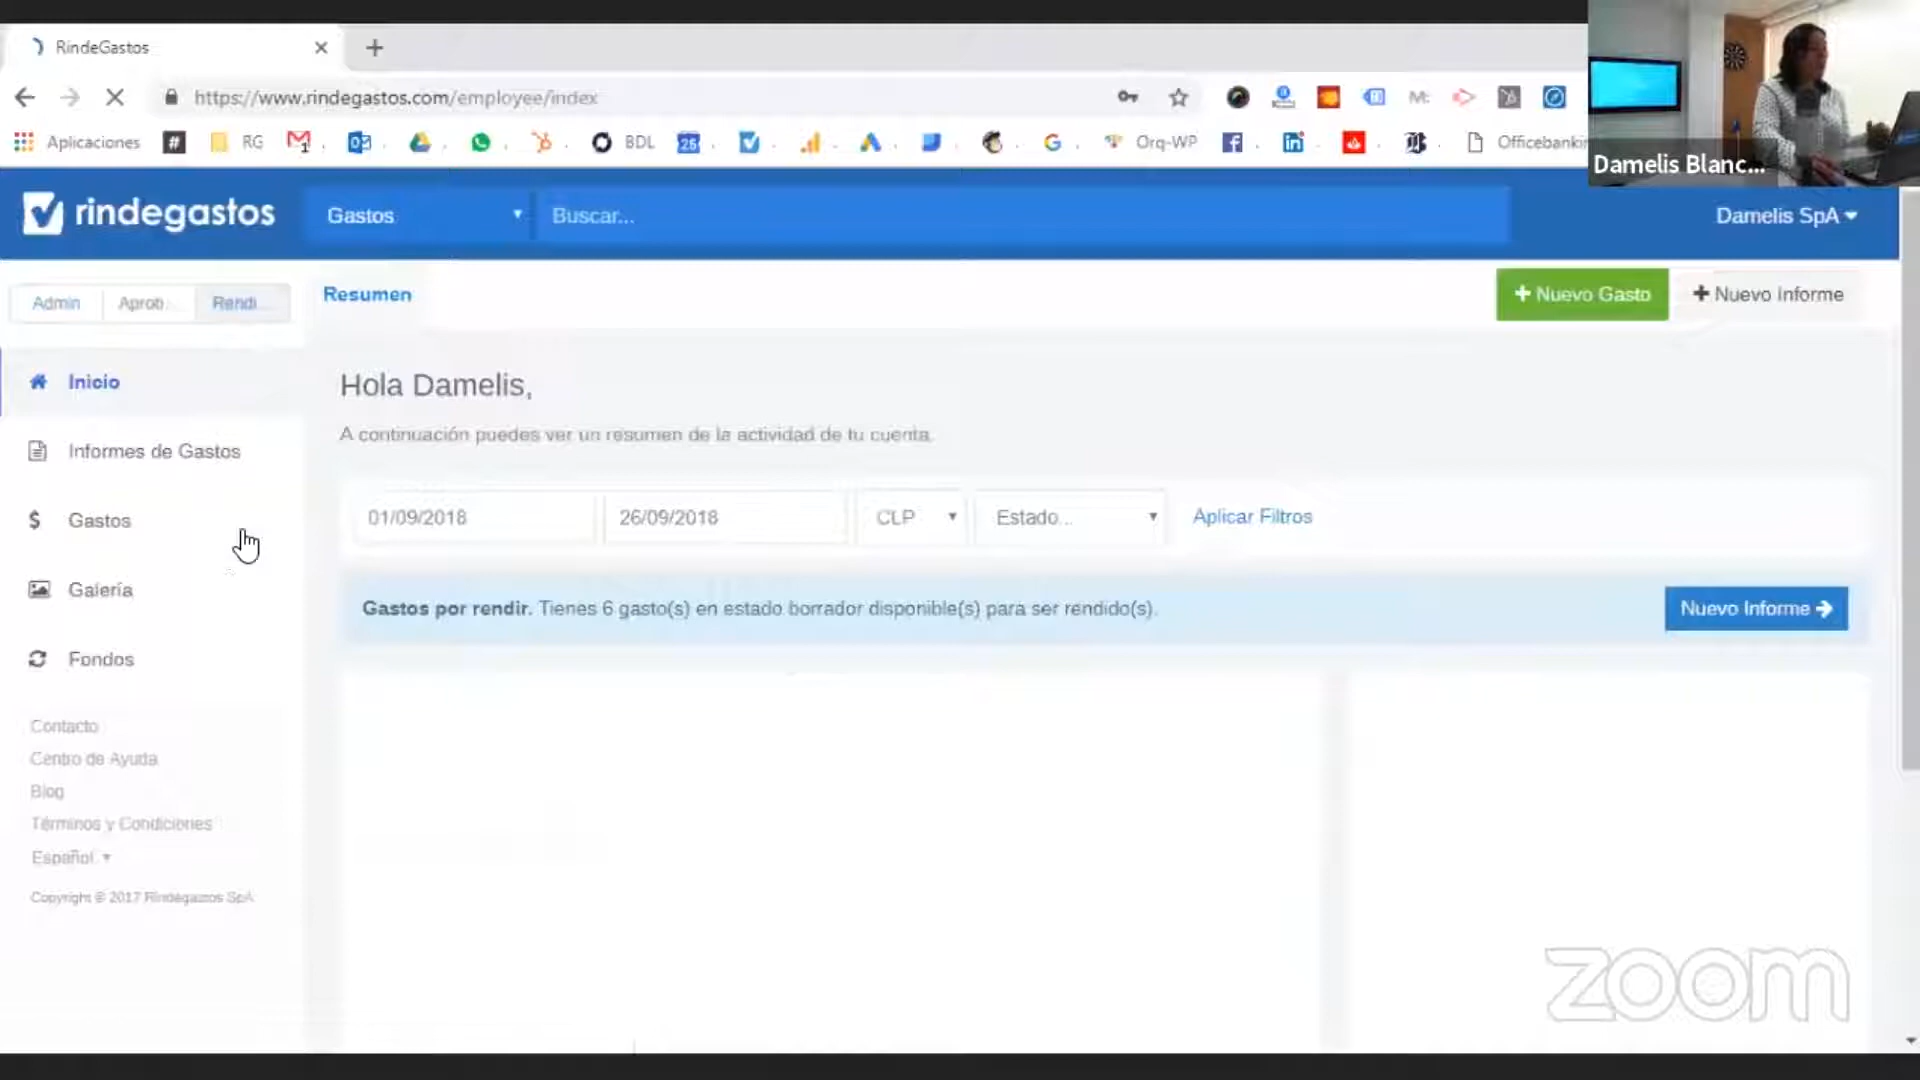 RindeGastos
https://www.rindegastos.com/employee/index
Aplicaciones
RG
BDL
Orq-WP
Damelis Blanc...
rindegastos
Gastos
Buscar...
Damelis SpA
Admin
Aprob...
Rendi...
Resumen
+ Nuevo Gasto
+ Nuevo Informe
Inicio
Hola Damelis,
A continuación puedes ver un resumen de la actividad de tu cuenta.
Informes de Gastos
01/09/2018
26/09/2018
CLP
Estado...
Aplicar Filtros
Gastos
Galería
Gastos por rendir. Tienes 6 gasto(s) en estado borrador disponible(s) para ser rendido(s).
Nuevo Informe
Fondos
Contacto
Centro de Ayuda
Blog
Términos y Condiciones
Español
Copyright © 2017 Rindegastos SpA
zoom